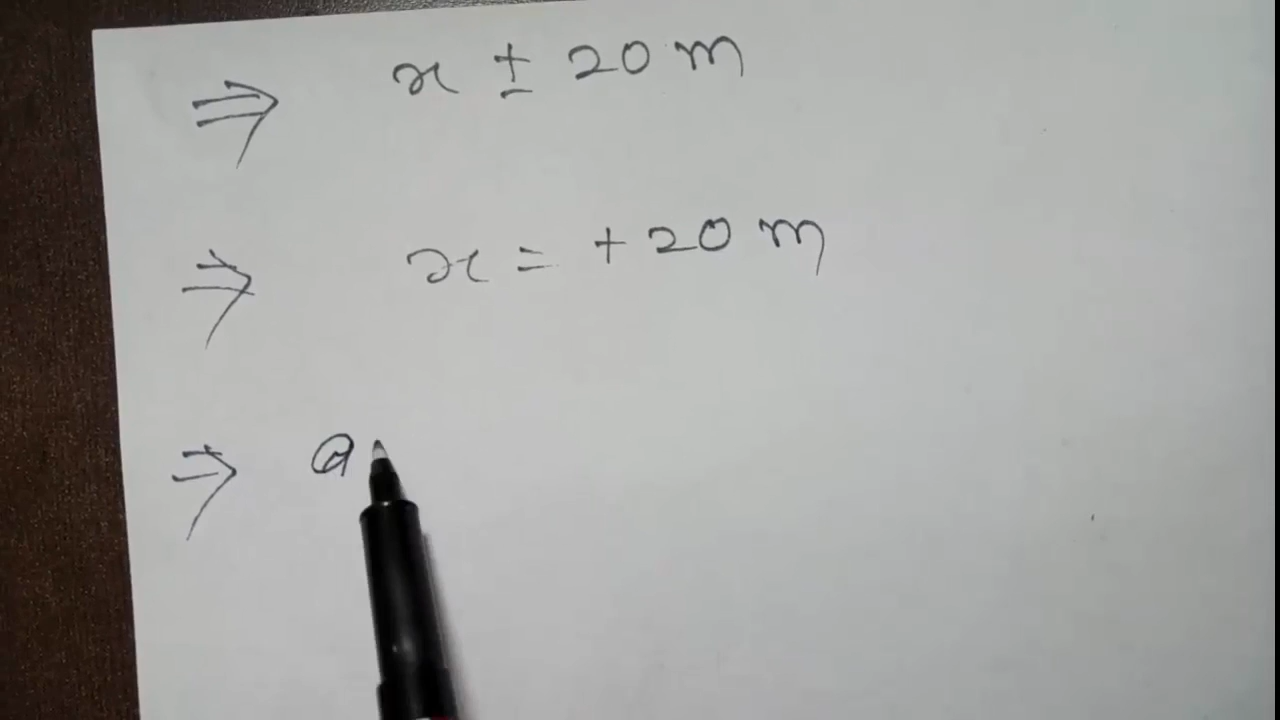 ⇒ x ± 20 m
⇒ x = + 20 m
⇒ a